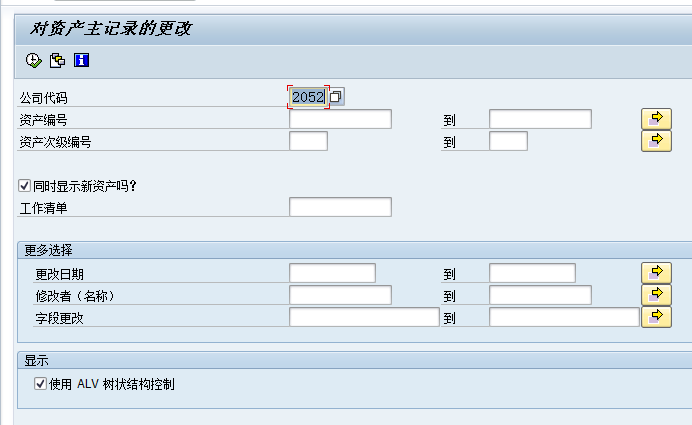 对资产主记录的更改
公司代码 2052
资产编号 到
资产次级编号 到
同时显示新资产吗?
工作清单
更多选择
更改日期 到
修改者（名称） 到
字段更改 到
显示
使用 ALV 树状结构控制